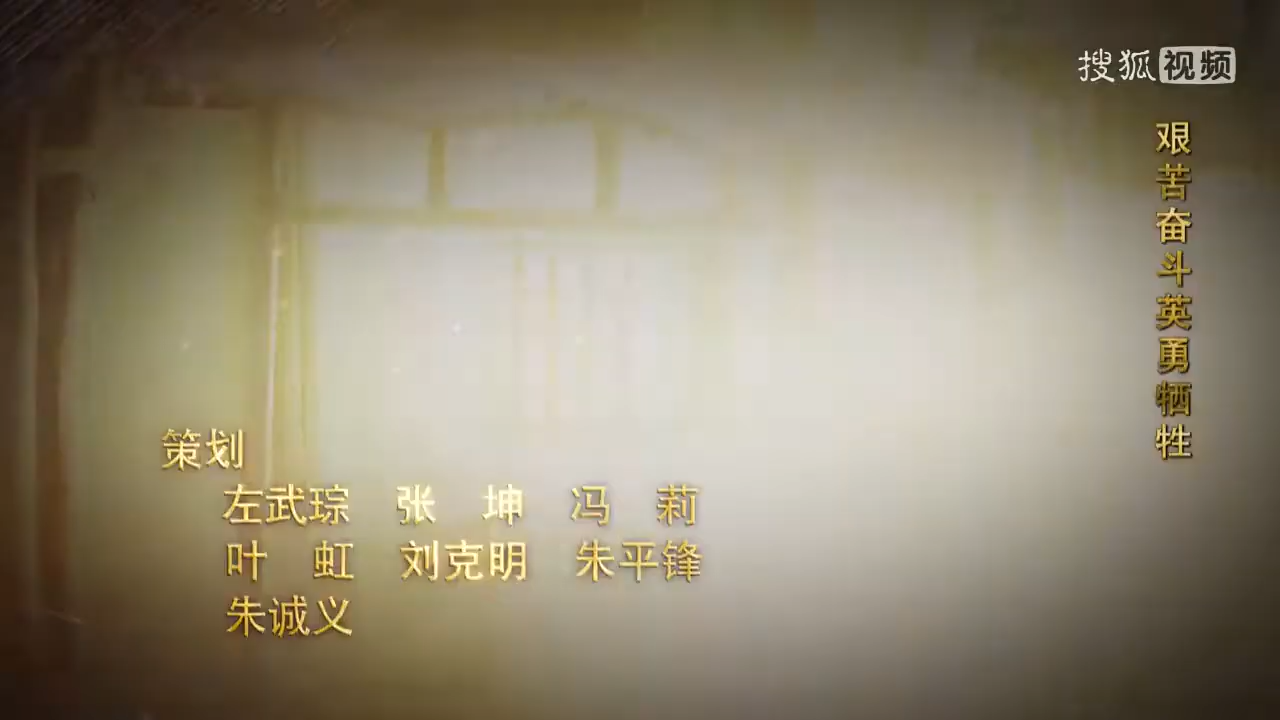 搜狐视频
艰苦奋斗英勇牺牲
策划
左武琮 张坤 冯莉
叶虹 刘克明 朱平锋
朱诚义